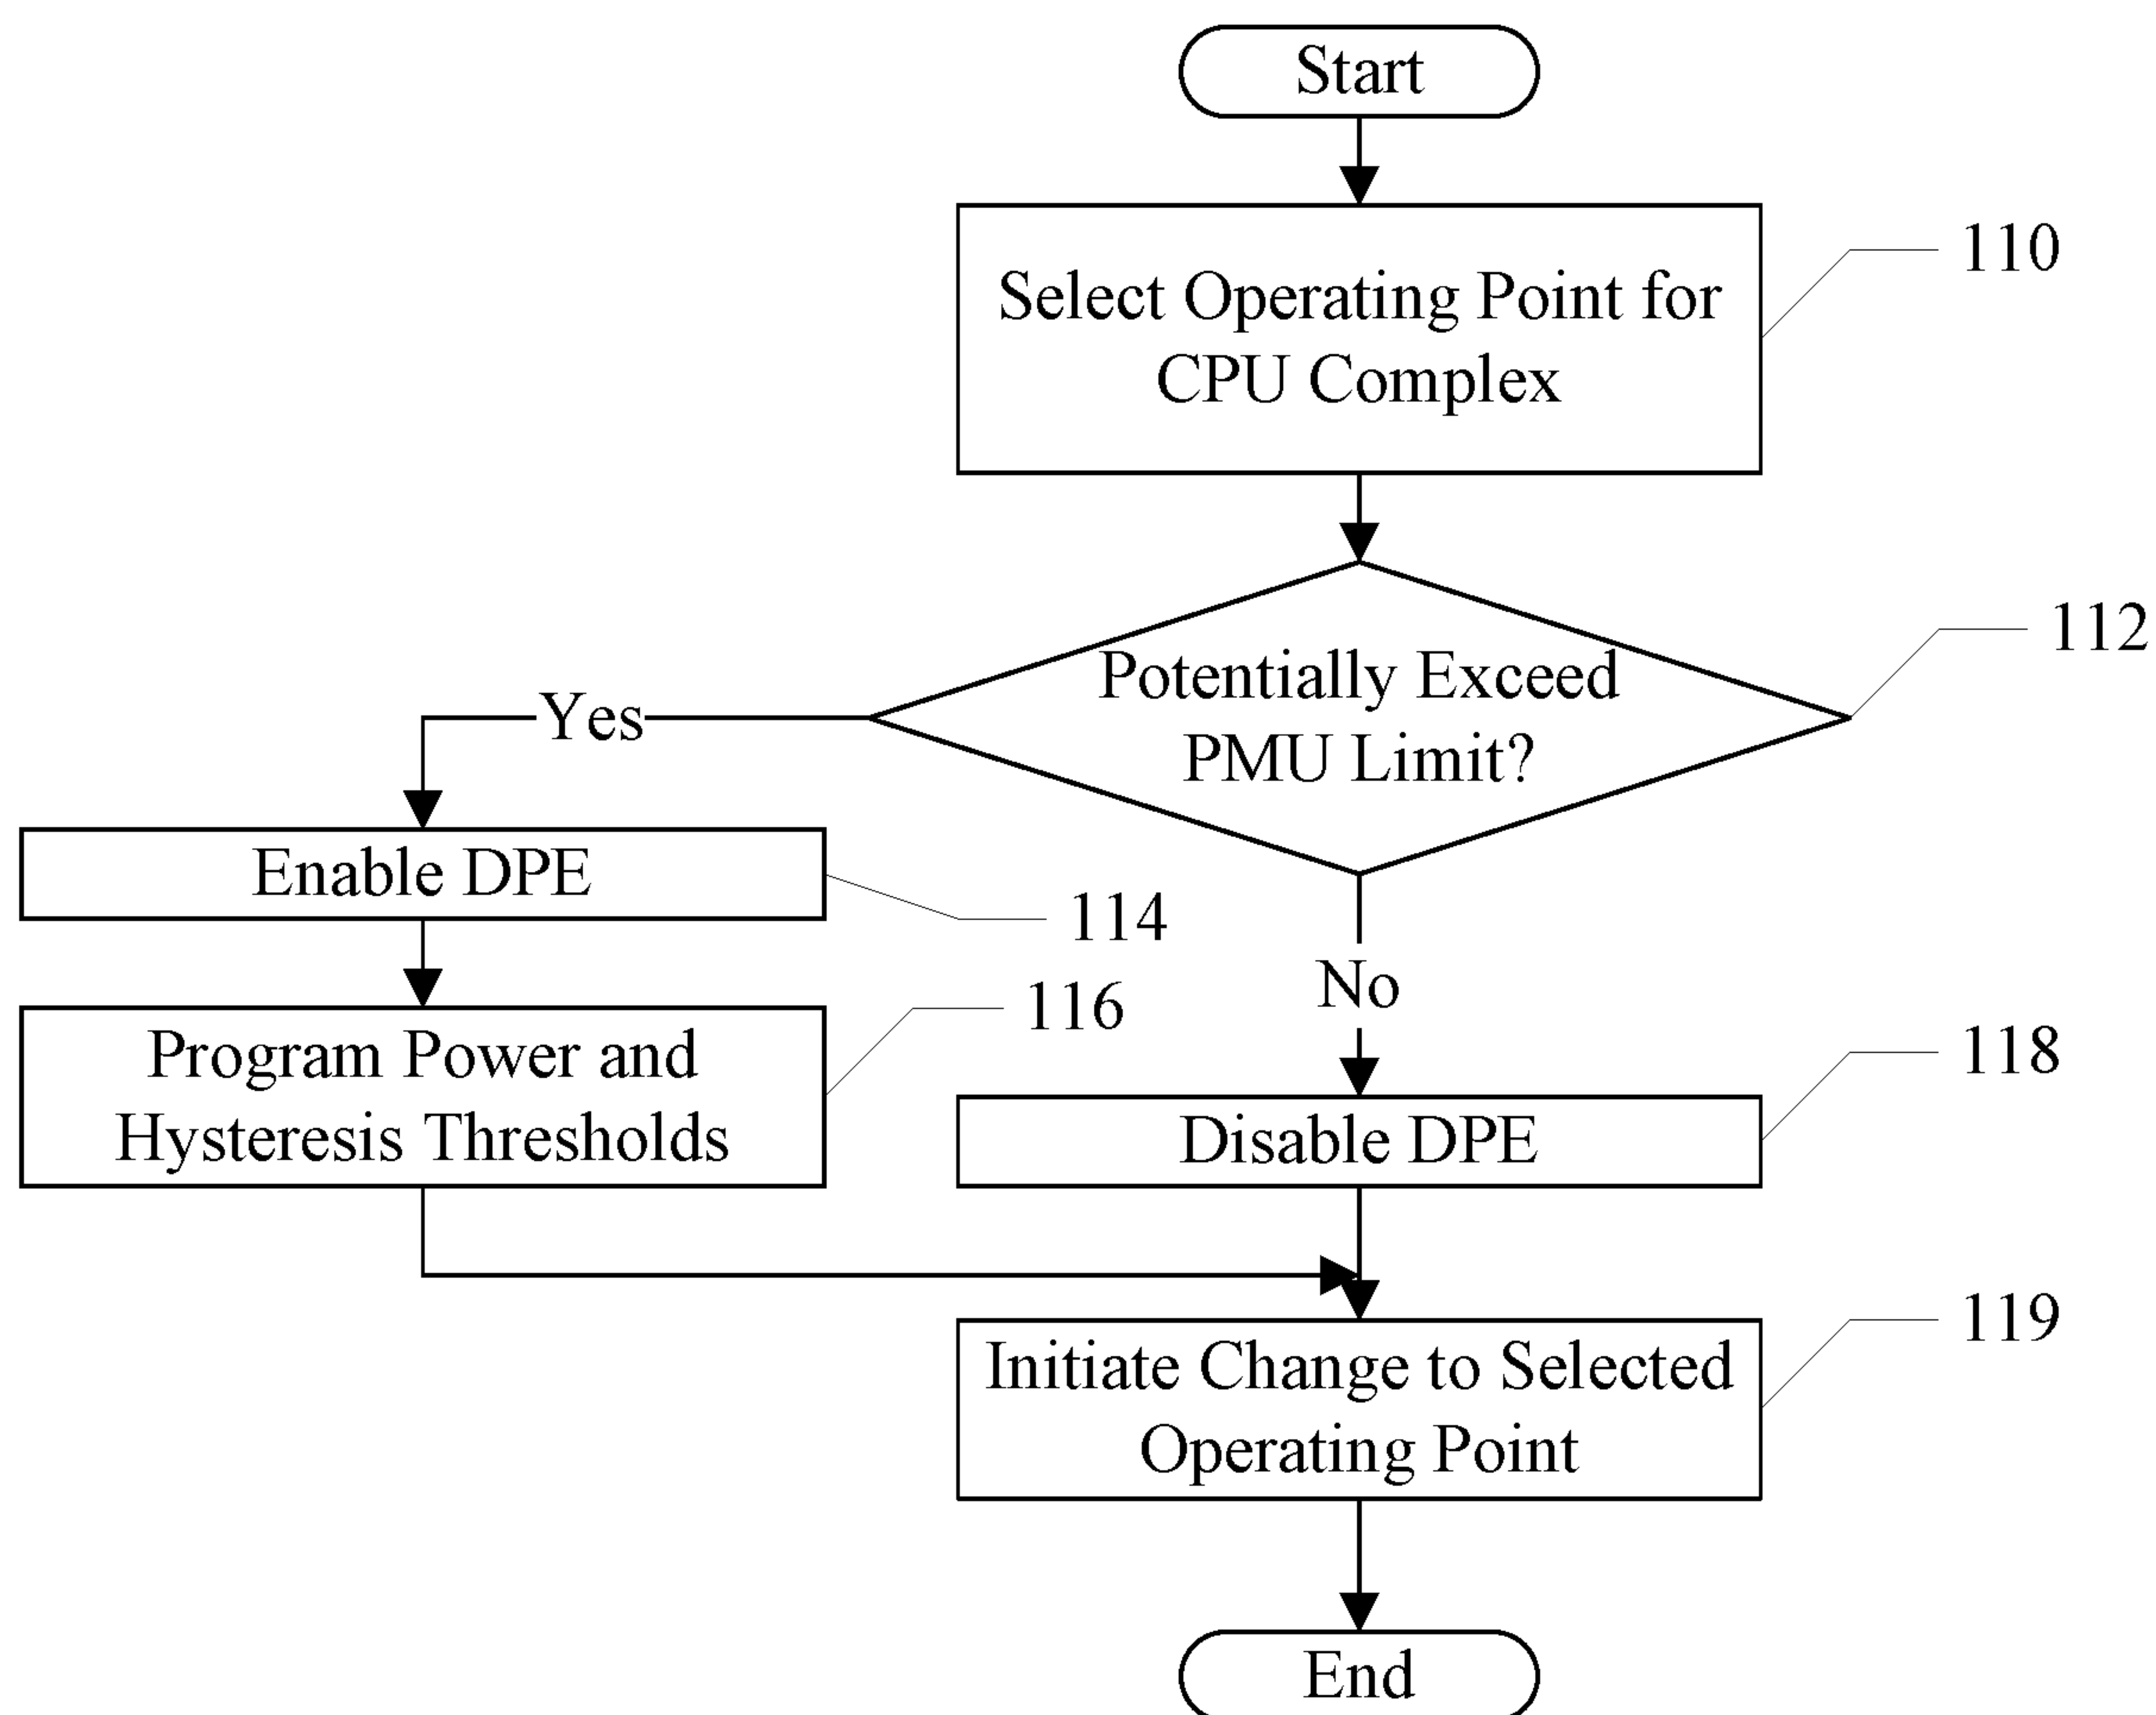 Start
Select Operating Point for
CPU Complex
110
Potentially Exceed
PMU Limit?
112
Yes
Enable DPE
114
No
Program Power and
Hysteresis Thresholds
116
Disable DPE
118
Initiate Change to Selected
Operating Point
119
End